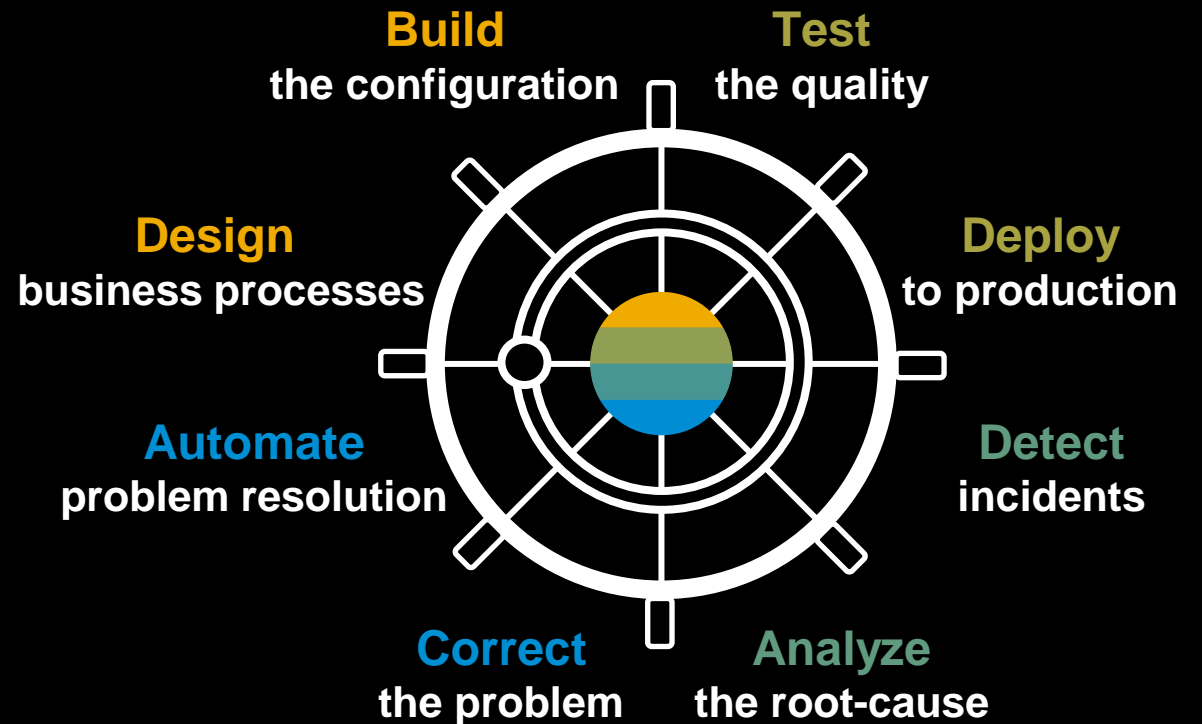 Build
the configuration
Test
the quality
Design
business processes
Deploy
to production
Automate
problem resolution
Detect
incidents
Correct
the problem
Analyze
the root-cause